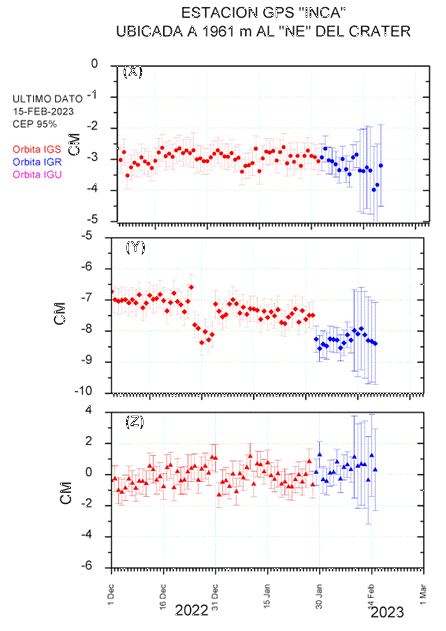 ESTACION GPS "INCA"
UBICADA A 1961 m AL "NE" DEL CRATER
ULTIMO DATO
15-FEB-2023
CEP 95%
Orbita IGS
Orbita IGR
Orbita IGU
(X)
CM
0
-1
-2
-3
-4
-5
(Y)
CM
-5
-6
-7
-8
-9
-10
(Z)
CM
4
2
0
-2
-4
-6
1 Dec
16 Dec
31 Dec
15 Jan
30 Jan
14 Feb
1 Mar
2022
2023